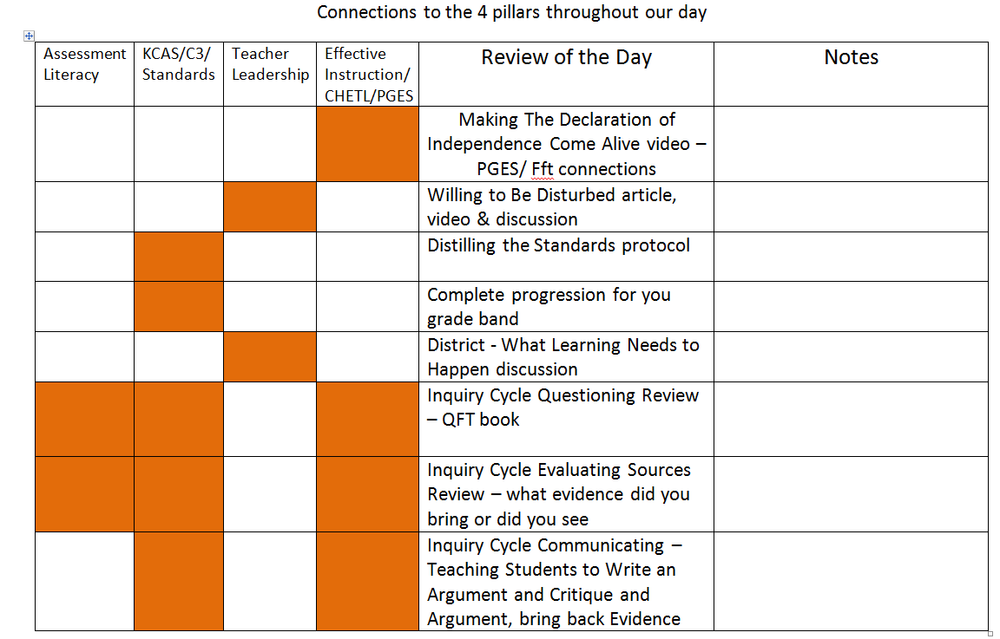 Connections to the 4 pillars throughout our day
Assessment
Literacy
KCAS/C3/
Standards
Teacher
Leadership
Effective
Instruction/
CHETL/PGES
Review of the Day
Notes
Making The Declaration of
Independence Come Alive video –
PGES/ Fft connections
Willing to Be Disturbed article,
video & discussion
Distilling the Standards protocol
Complete progression for you
grade band
District - What Learning Needs to
Happen discussion
Inquiry Cycle Questioning Review
– QFT book
Inquiry Cycle Evaluating Sources
Review – what evidence did you
bring or did you see
Inquiry Cycle Communicating –
Teaching Students to Write an
Argument and Critique and
Argument, bring back Evidence